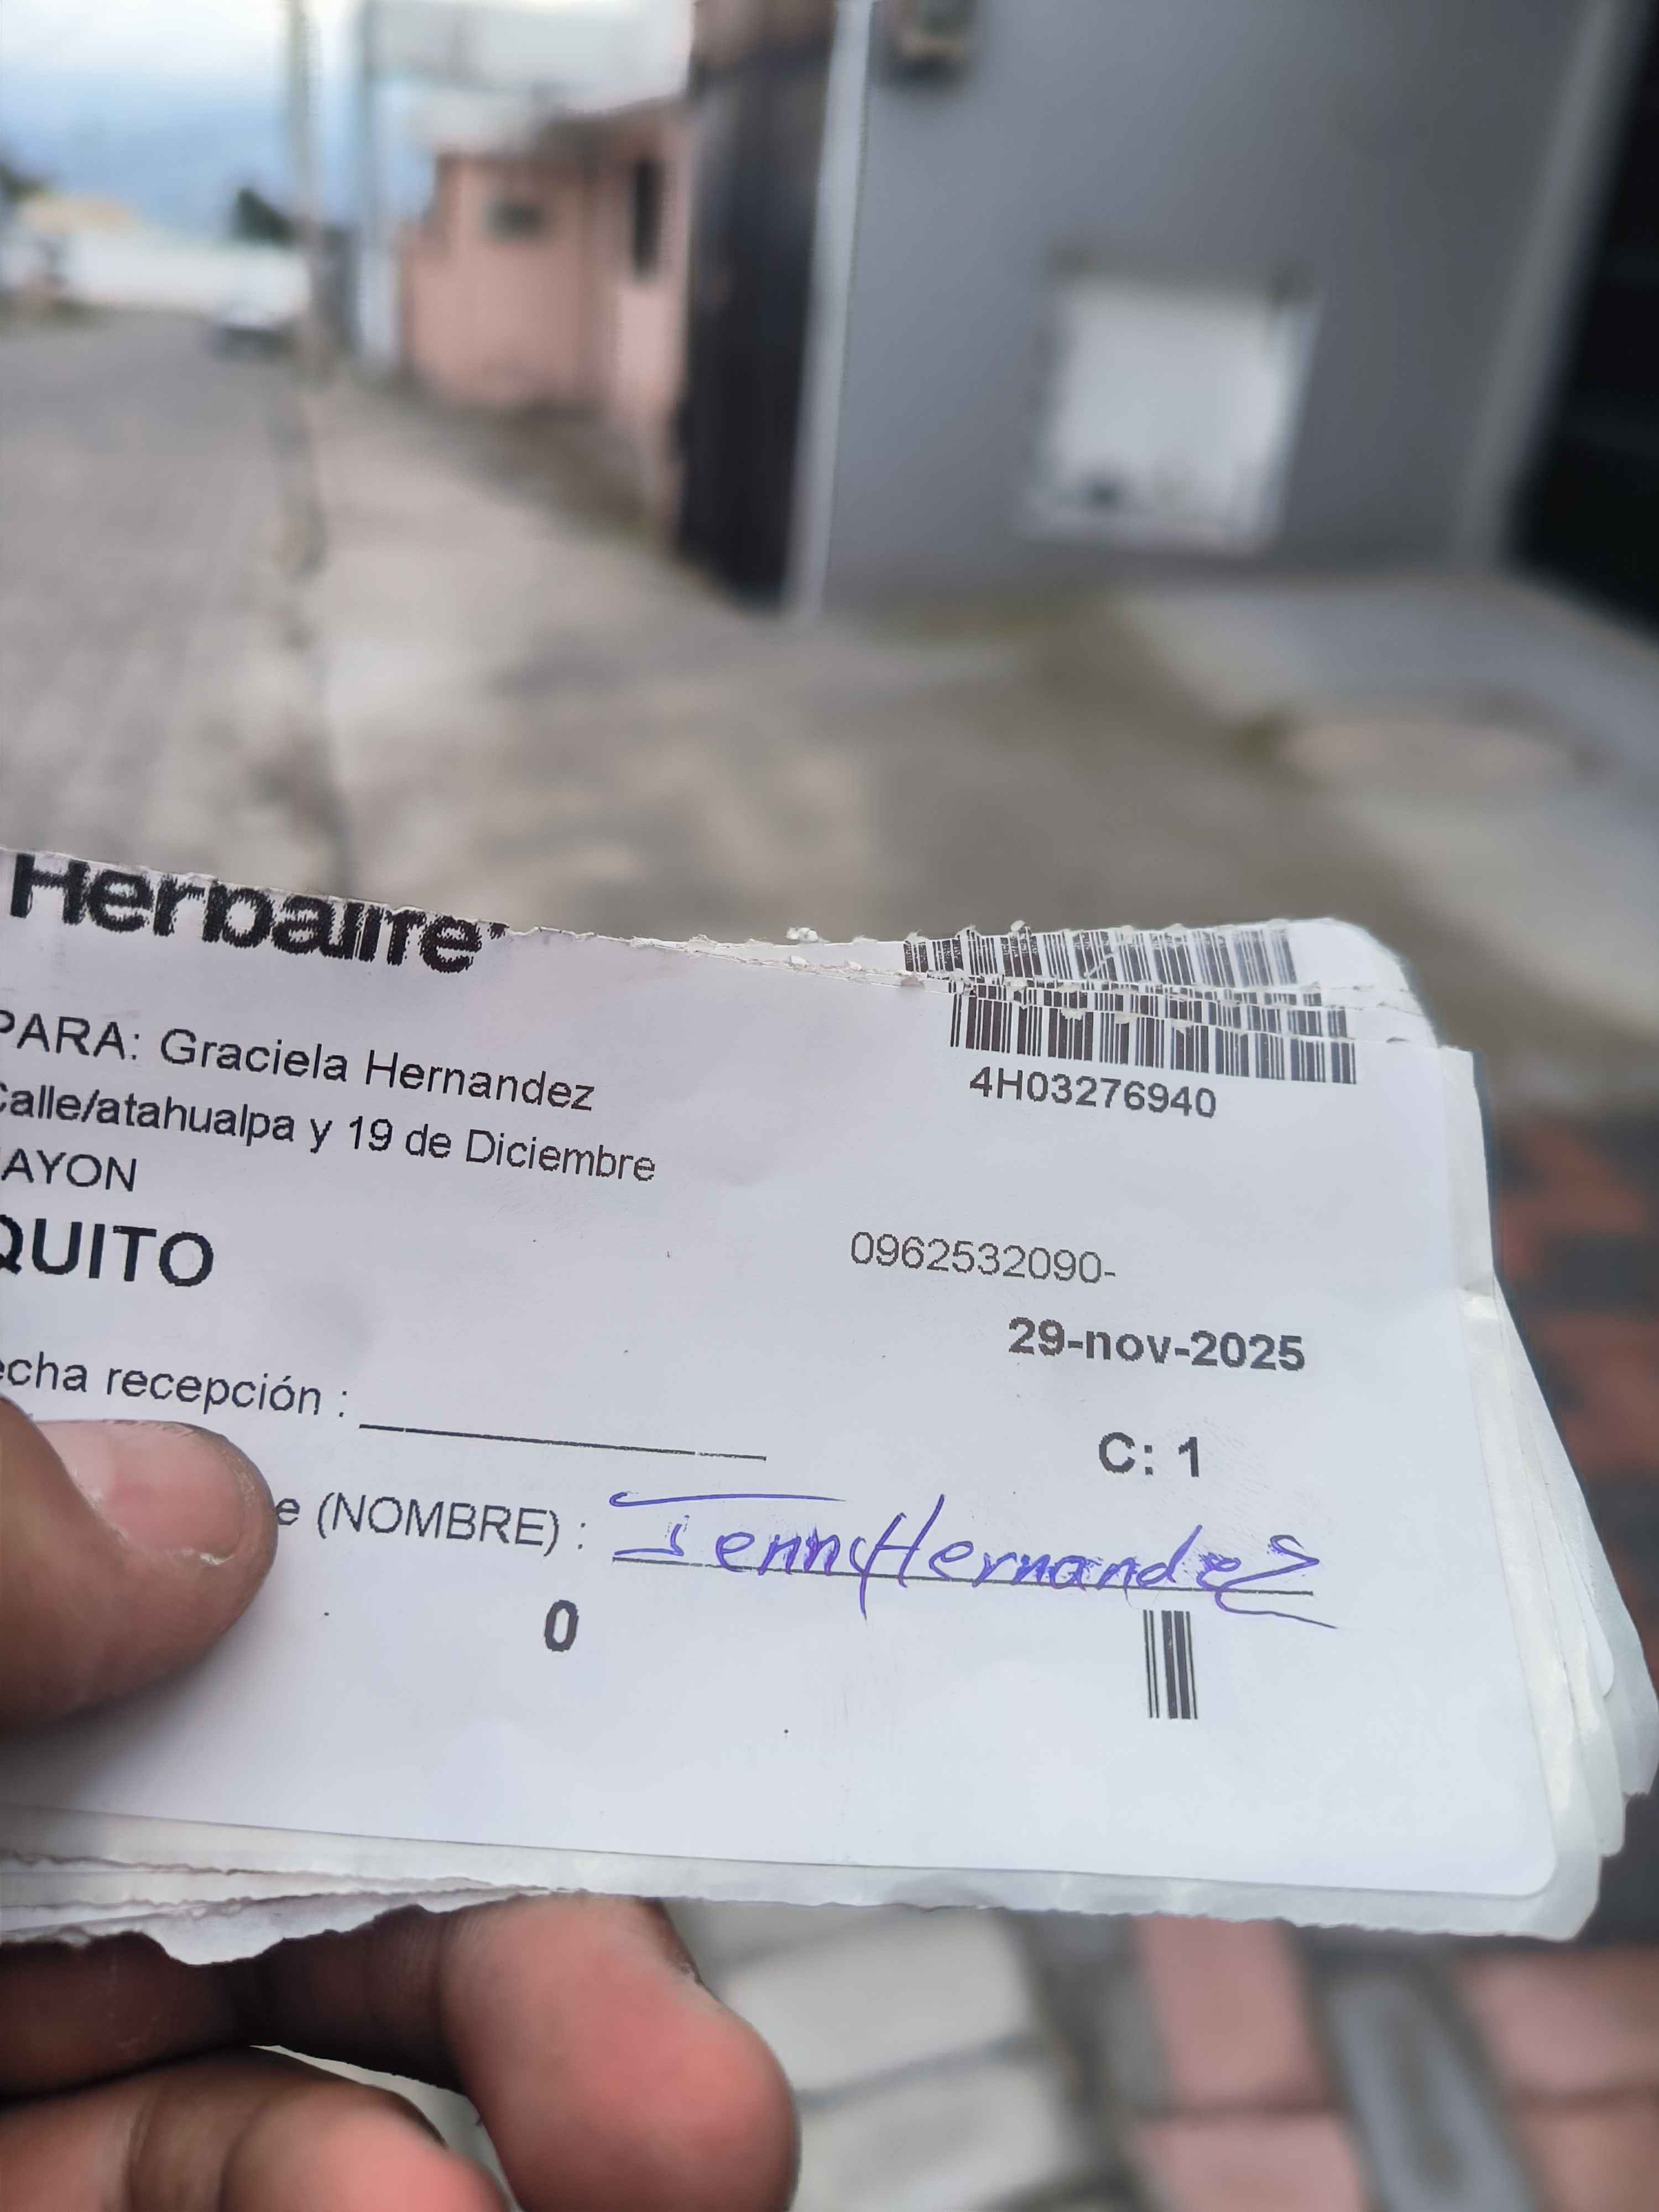 Herbalife
PARA: Graciela Hernandez
4H03276940
Calle/atahualpa y 19 de Diciembre
AYON
QUITO
0962532090-
29-nov-2025
echa recepción :
C: 1
e (NOMBRE) : Jenny Hernandez
0